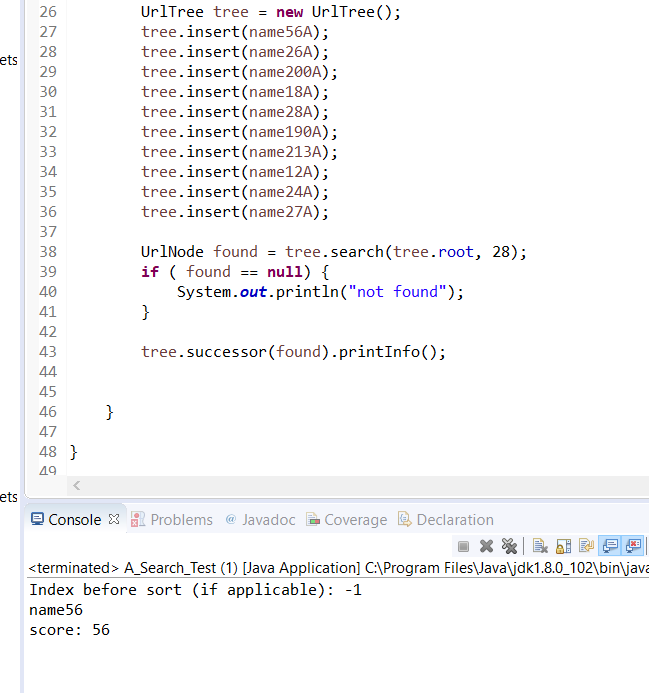 26 UrlTree tree = new UrlTree();
27 tree.insert(name56A);
28 tree.insert(name26A);
ets
29 tree.insert(name200A);
30 tree.insert(name18A);
31 tree.insert(name28A);
32 tree.insert(name190A);
33 tree.insert(name213A);
34 tree.insert(name12A);
35 tree.insert(name24A);
36 tree.insert(name27A);
37
38 UrlNode found = tree.search(tree.root, 28);
39 if ( found == null) {
40 System.out.println("not found");
41 }
42
43 tree.successor(found).printInfo();
44
45
46 }
47
48 }
49
ets
Console Problems @ Javadoc Coverage Declaration
<terminated> A_Search_Test (1) [Java Application] C:\Program Files\Java\jdk1.8.0_102\bin\java
Index before sort (if applicable): -1
name56
score: 56